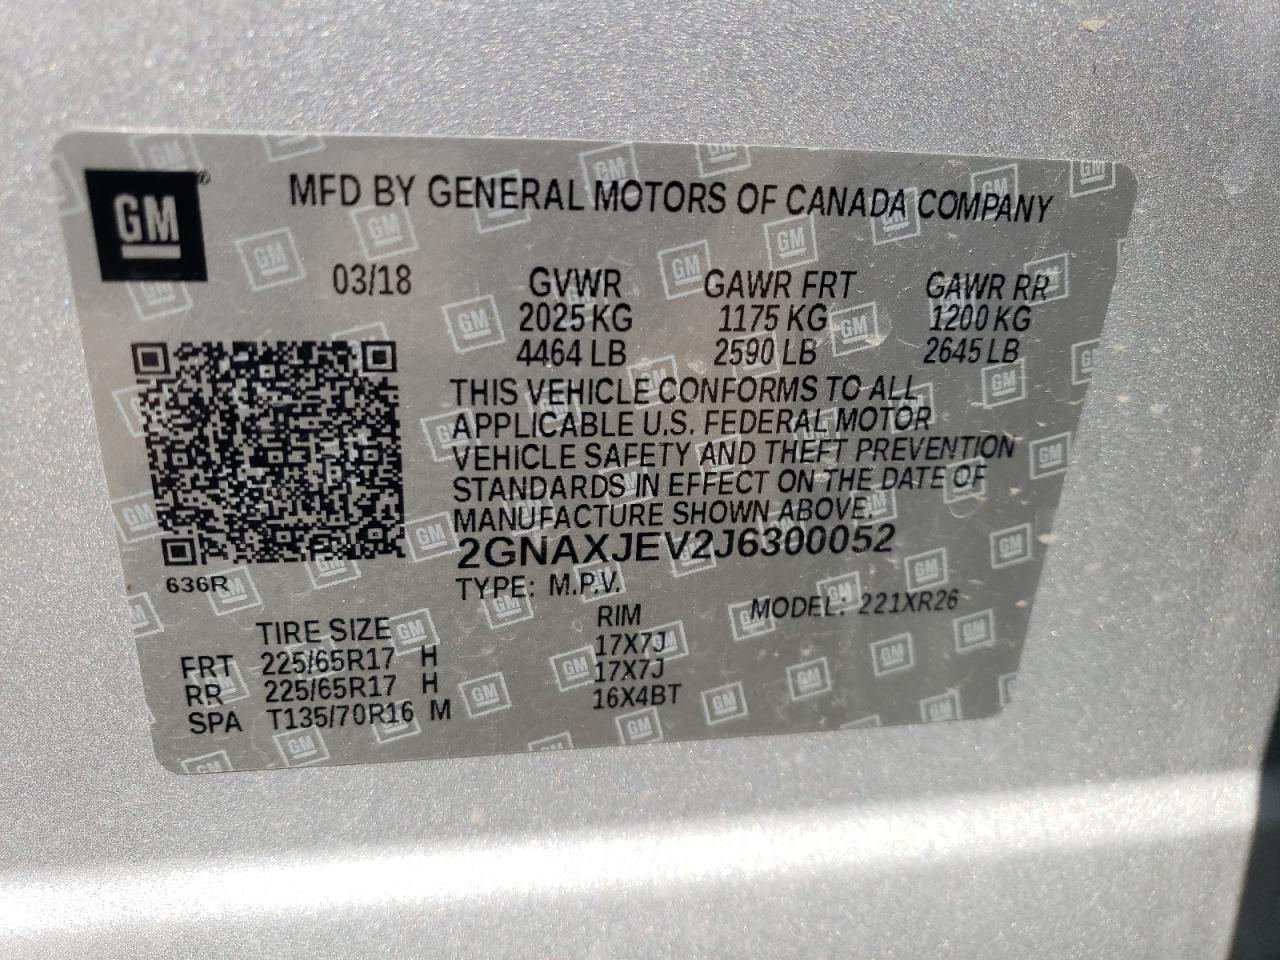 GM®
MFD BY GENERAL MOTORS OF CANADA COMPANY
03/18 GVWR GAWR FRT GAWR RR
2025 KG 1175 KG 1200 KG
4464 LB 2590 LB 2645 LB
THIS VEHICLE CONFORMS TO ALL
APPLICABLE U.S. FEDERAL MOTOR
VEHICLE SAFETY AND THEFT PREVENTION
STANDARDS IN EFFECT ON THE DATE OF
MANUFACTURE SHOWN ABOVE.
2GNAXJEV2J6300052
636R TYPE: M.P.V. MODEL: 221XR26
TIRE SIZE RIM
FRT 225/65R17 H 17X7J
RR 225/65R17 H 17X7J
SPA T135/70R16 M 16X4BT